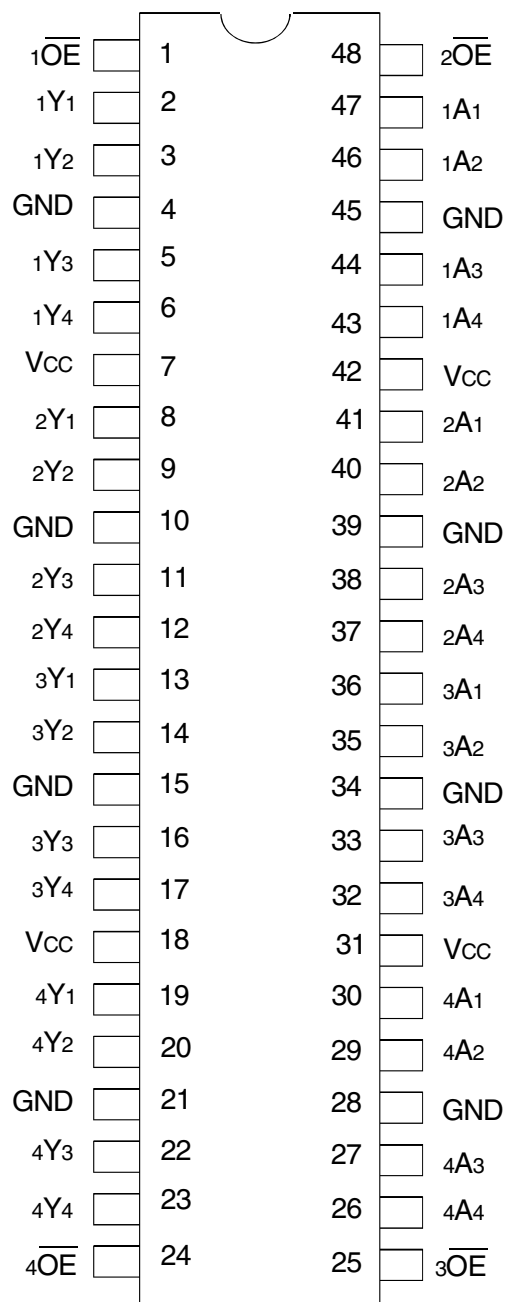 1OE 1 48 2OE
1Y1 2 47 1A1
1Y2 3 46 1A2
GND 4 45 GND
1Y3 5 44 1A3
1Y4 6 43 1A4
VCC 7 42 VCC
2Y1 8 41 2A1
2Y2 9 40 2A2
GND 10 39 GND
2Y3 11 38 2A3
2Y4 12 37 2A4
3Y1 13 36 3A1
3Y2 14 35 3A2
GND 15 34 GND
3Y3 16 33 3A3
3Y4 17 32 3A4
VCC 18 31 VCC
4Y1 19 30 4A1
4Y2 20 29 4A2
GND 21 28 GND
4Y3 22 27 4A3
4Y4 23 26 4A4
4OE 24 25 3OE